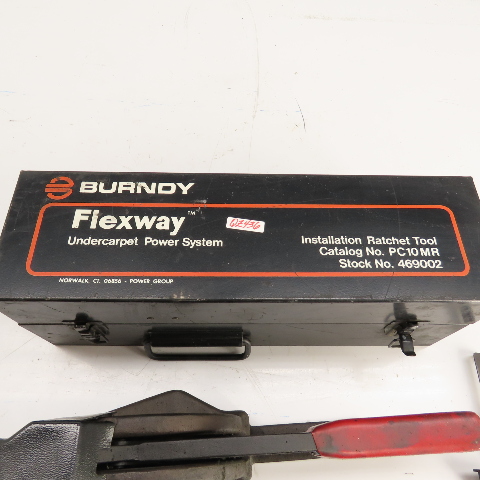 BURNDY
Flexway™
Undercarpet Power System
Installation Ratchet Tool
Catalog No. PC10MR
Stock No. 469002
NORWALK, CT. 06856 - POWER GROUP